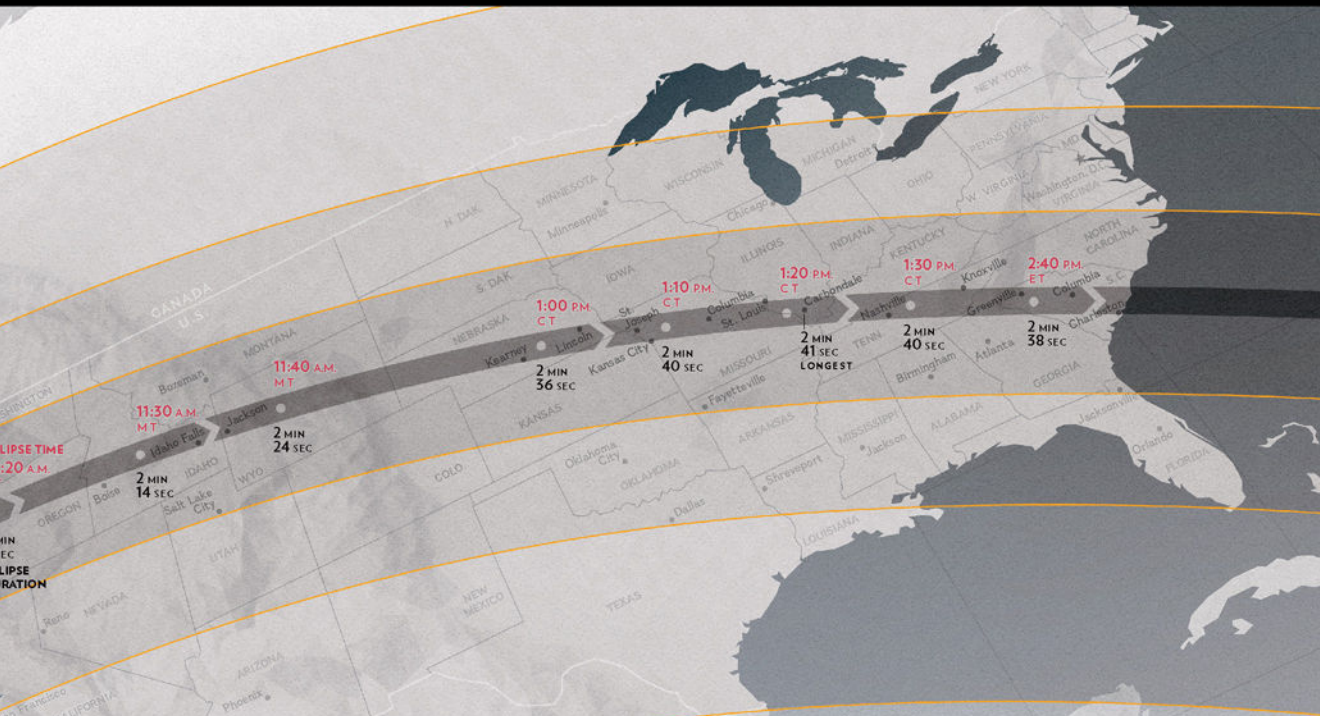 NEW YORK
PENNSYLVANIA
MD.
MICHIGAN
Detroit
WISCONSIN
OHIO
W. VIRGINIA
Washington, D.C.
VIRGINIA
MINNESOTA
Minneapolis
N. DAK.
Chicago
ILLINOIS
INDIANA
KENTUCKY
NORTH
CAROLINA
IOWA
S. DAK.
CANADA
U.S.
1:20 P.M.
CT
1:30 P.M.
CT
2:40 P.M.
ET
1:10 P.M.
CT
1:00 P.M.
CT
Knoxville
Carbondale
Columbia
S.C.
Columbia
St. Louis
St.
Joseph
Nashville
Greenville
Charleston
NEBRASKA
MONTANA
Kearney
Lincoln
Kansas City
MISSOURI
TENN.
Atlanta
2 MIN
41 SEC
LONGEST
2 MIN
40 SEC
2 MIN
38 SEC
2 MIN
40 SEC
2 MIN
36 SEC
11:40 A.M.
MT
Bozeman
Birmingham
GEORGIA
Fayetteville
WASHINGTON
11:30 A.M.
MT
Jackson
Idaho Falls
2 MIN
24 SEC
KANSAS
ARKANSAS
MISSISSIPPI
ALABAMA
Jacksonville
Jackson
Orlando
FLORIDA
LIPSE TIME
:20 A.M.
IDAHO
WYO.
COLO.
Oklahoma
City
OKLAHOMA
Shreveport
2 MIN
14 SEC
Boise
OREGON
Salt Lake
City
Dallas
LOUISIANA
UTAH
MIN
EC
LIPSE
RATION
Reno
NEVADA
NEW
MEXICO
TEXAS
ARIZONA
Phoenix
n Francisco
ALIFORNIA